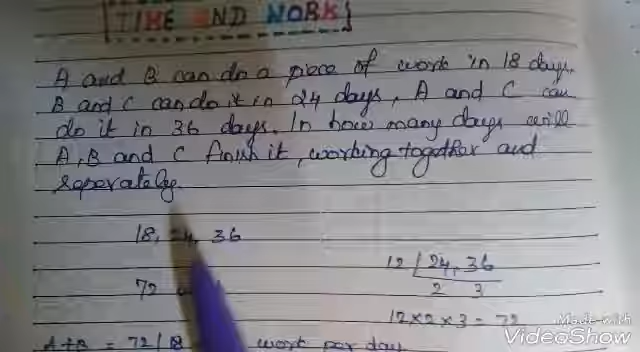 TIME AND WORK
A and B can do a piece of work in 18 days,
B and C can do it in 24 days, A and C can
do it in 36 days. In how many days will
A, B and C finish it, working together and
seperately.
18, 24, 36
12 24, 36
2 3
72
12×2×3=72
A+B = 72/18 work per day
Made with
VideoShow